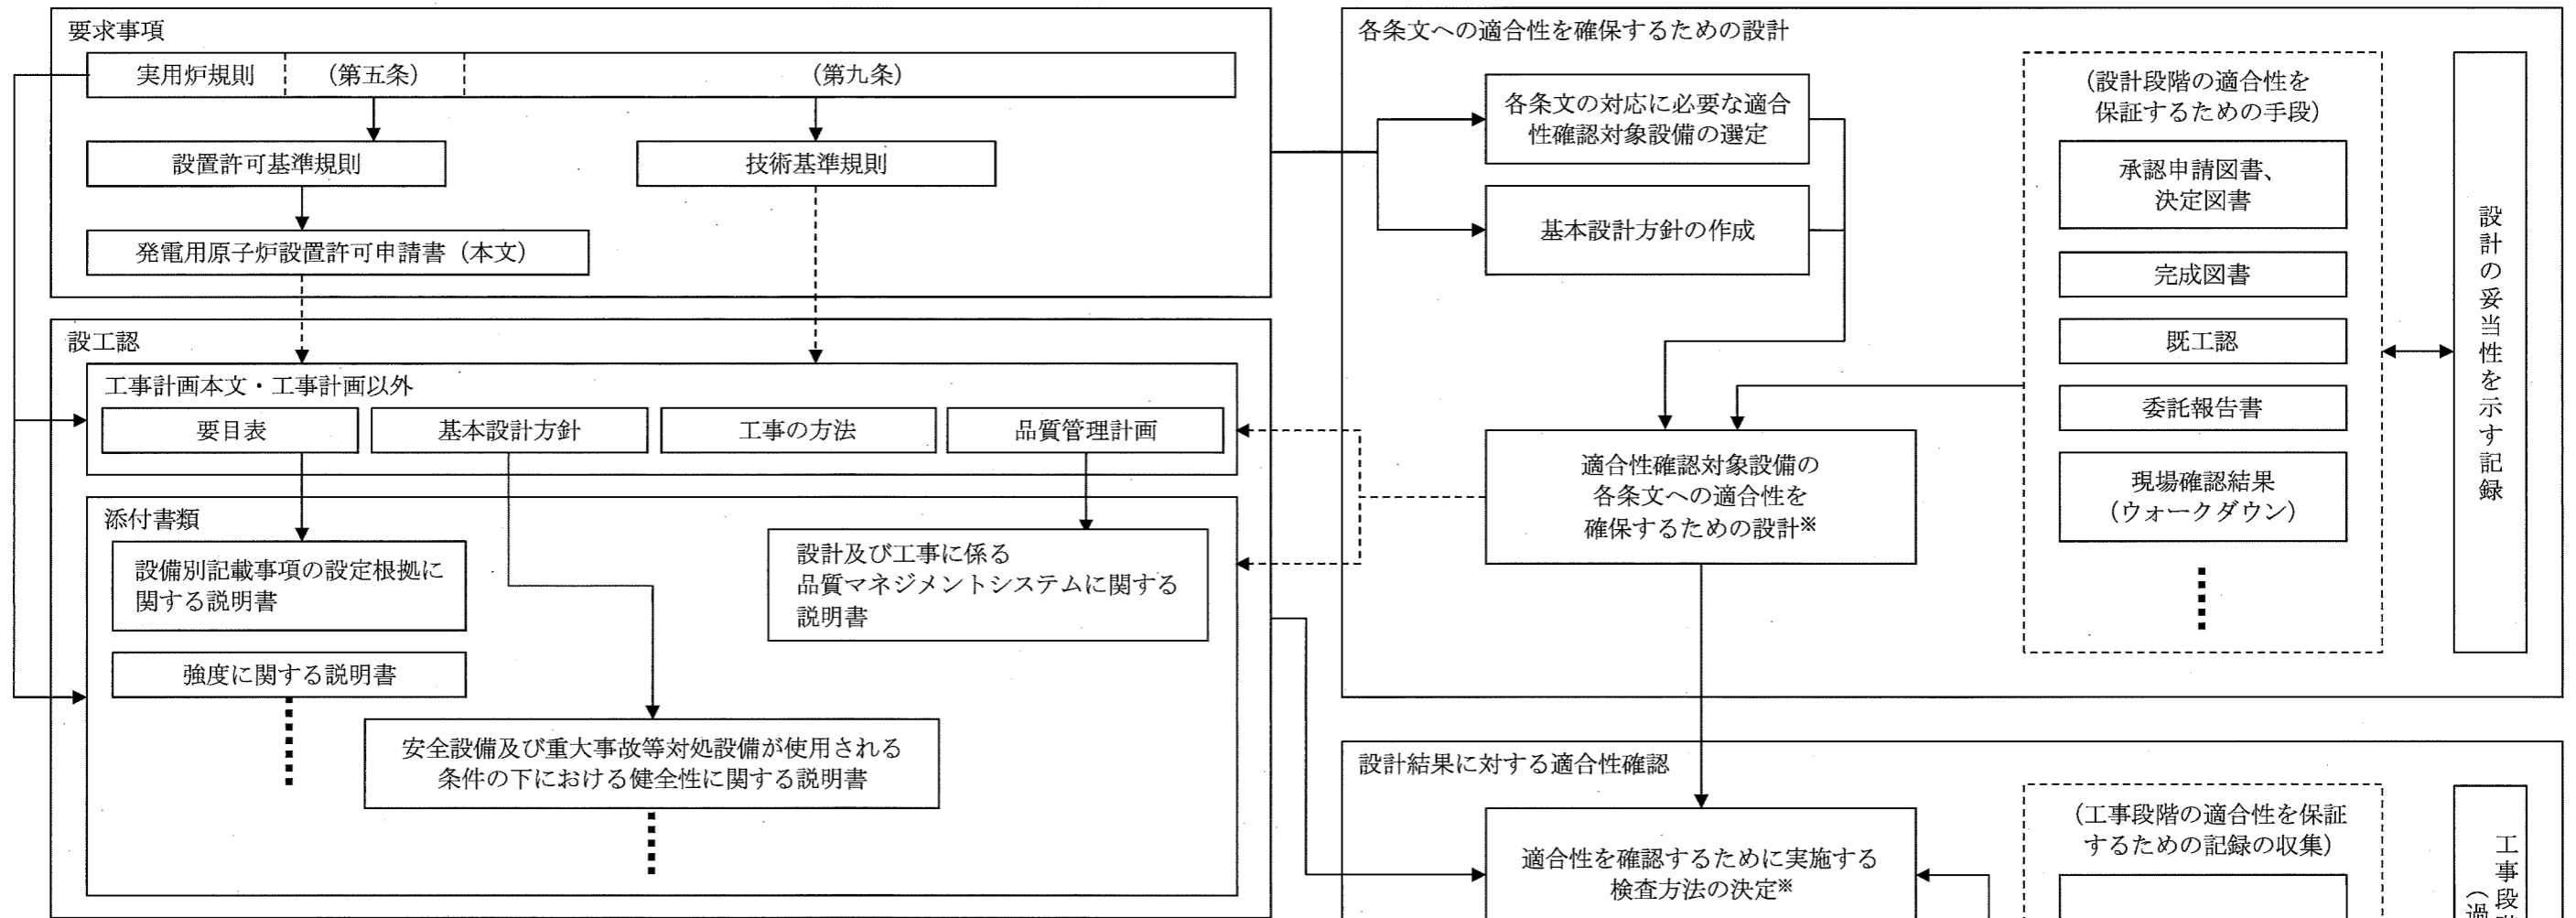 要求事項
実用炉規則
(第五条)
(第九条)
設置許可基準規則
技術基準規則
発電用原子炉設置許可申請書(本文)
設工認
工事計画本文・工事計画以外
要目表
基本設計方針
工事の方法
品質管理計画
添付書類
設備別記載事項の設定根拠に
関する説明書
設計及び工事に係る
品質マネジメントシステムに関する
説明書
強度に関する説明書
安全設備及び重大事故等対処設備が使用される
条件の下における健全性に関する説明書
各条文への適合性を確保するための設計
各条文の対応に必要な適合
性確認対象設備の選定
基本設計方針の作成
適合性確認対象設備の
各条文への適合性を
確保するための設計※
(設計段階の適合性を
保証するための手段)
承認申請図書、
決定図書
完成図書
既工認
委託報告書
現場確認結果
(ウォークダウン)
設計の妥当性を示す記録
設計結果に対する適合性確認
適合性を確認するために実施する
検査方法の決定※
(工事段階の適合性を保証
するための記録の収集)
工事段
(過